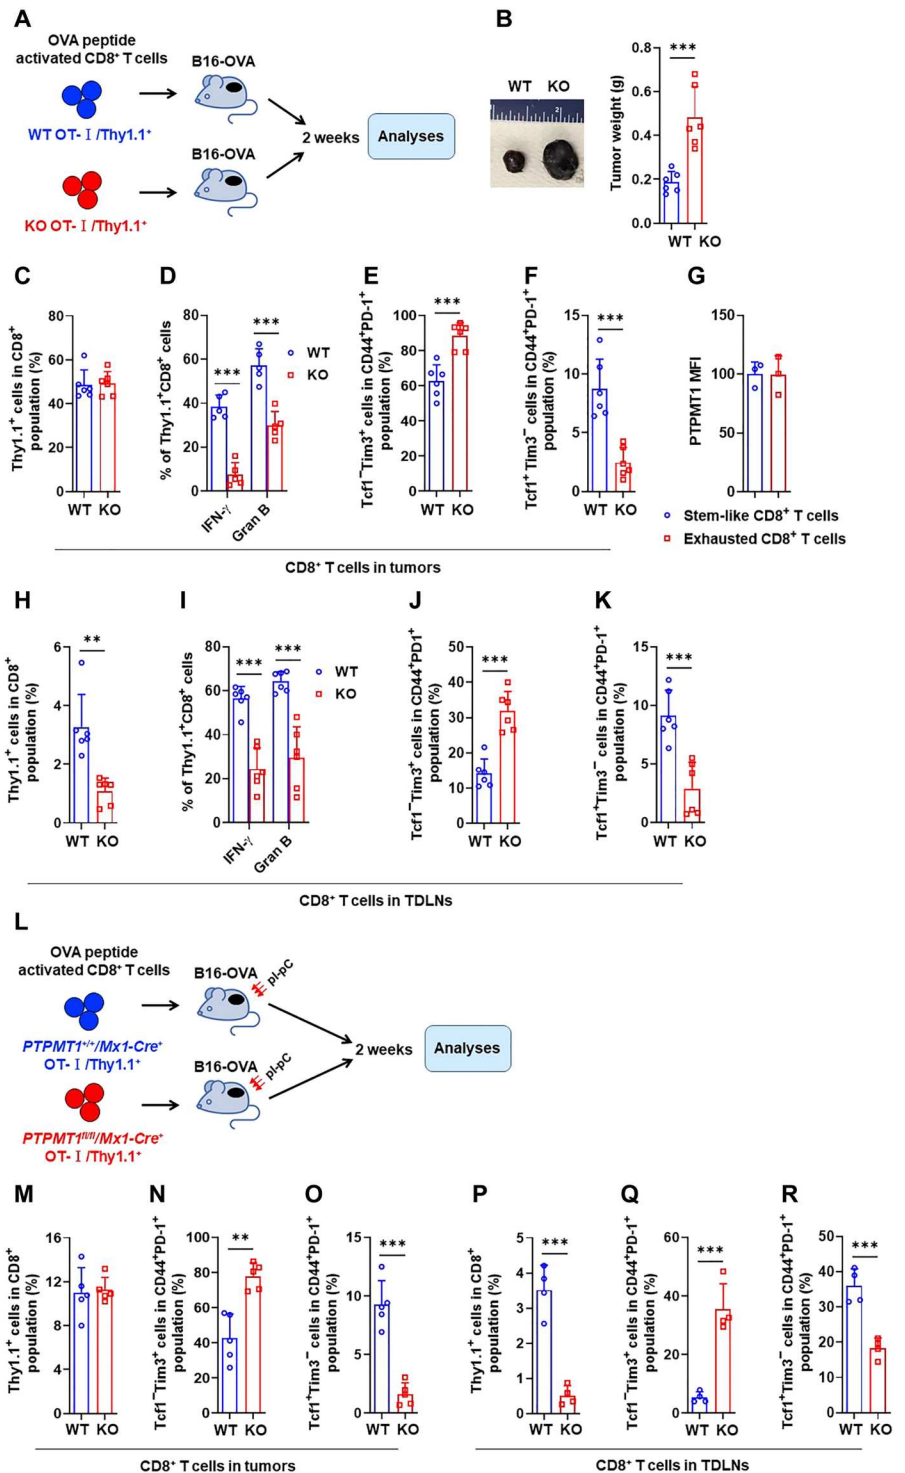 A
OVA peptide
activated CD8⁺ T cells
WT OT-Ⅰ/Thy1.1⁺
KO OT-Ⅰ/Thy1.1⁺
B16-OVA
B16-OVA
2 weeks
Analyses
B
WT KO
Tumor weight (g)
0.8
0.6
0.4
0.2
0.0
***
WT KO
C
Thy1.1⁺ cells in CD8⁺
population (%)
80
60
40
20
0
WT KO
D
% of Thy1.1⁺CD8⁺ cells
80
60
40
20
0
***
***
WT
KO
IFN-γ
Gran B
E
Tcf1⁻Tim3⁺ cells in CD44⁺PD-1⁺
population (%)
100
80
60
40
20
0
***
WT KO
F
Tcf1⁺Tim3⁻ cells in CD44⁺PD-1⁺
population (%)
15
10
5
0
***
WT KO
G
PTPMT1 MFI
150
100
50
0
Stem-like CD8⁺ T cells
Exhausted CD8⁺ T cells
CD8⁺ T cells in tumors
H
Thy1.1⁺ cells in CD8⁺
population (%)
6
4
2
0
**
WT KO
I
% of Thy1.1⁺CD8⁺ cells
80
60
40
20
0
***
***
WT
KO
IFN-γ
Gran B
J
Tcf1⁻Tim3⁺ cells in CD44⁺PD1⁺
population (%)
50
40
30
20
10
0
***
WT KO
K
Tcf1⁺Tim3⁻ cells in CD44⁺PD-1⁺
population (%)
15
10
5
0
***
WT KO
CD8⁺ T cells in TDLNs
L
OVA peptide
activated CD8⁺ T cells
PTPMT1⁺/⁺/Mx1-Cre⁺
OT-Ⅰ/Thy1.1⁺
PTPMT1ᶠˡ/ᶠˡ/Mx1-Cre⁺
OT-Ⅰ/Thy1.1⁺
B16-OVA
pI-pC
B16-OVA
pI-pC
2 weeks
Analyses
M
Thy1.1⁺ cells in CD8⁺
population (%)
16
12
8
4
0
WT KO
N
Tcf1⁻Tim3⁺ cells in CD44⁺PD-1⁺
population (%)
100
80
60
40
20
0
**
WT KO
O
Tcf1⁺Tim3⁻ cells in CD44⁺PD-1⁺
population (%)
15
10
5
0
***
WT KO
CD8⁺ T cells in tumors
P
Thy1.1⁺ cells in CD8⁺
population (%)
5
4
3
2
1
0
***
WT KO
Q
Tcf1⁻Tim3⁺ cells in CD44⁺PD-1⁺
population (%)
60
40
20
0
***
WT KO
R
Tcf1⁺Tim3⁻ cells in CD44⁺PD-1⁺
population (%)
50
40
30
20
10
0
***
WT KO
CD8⁺ T cells in TDLNs